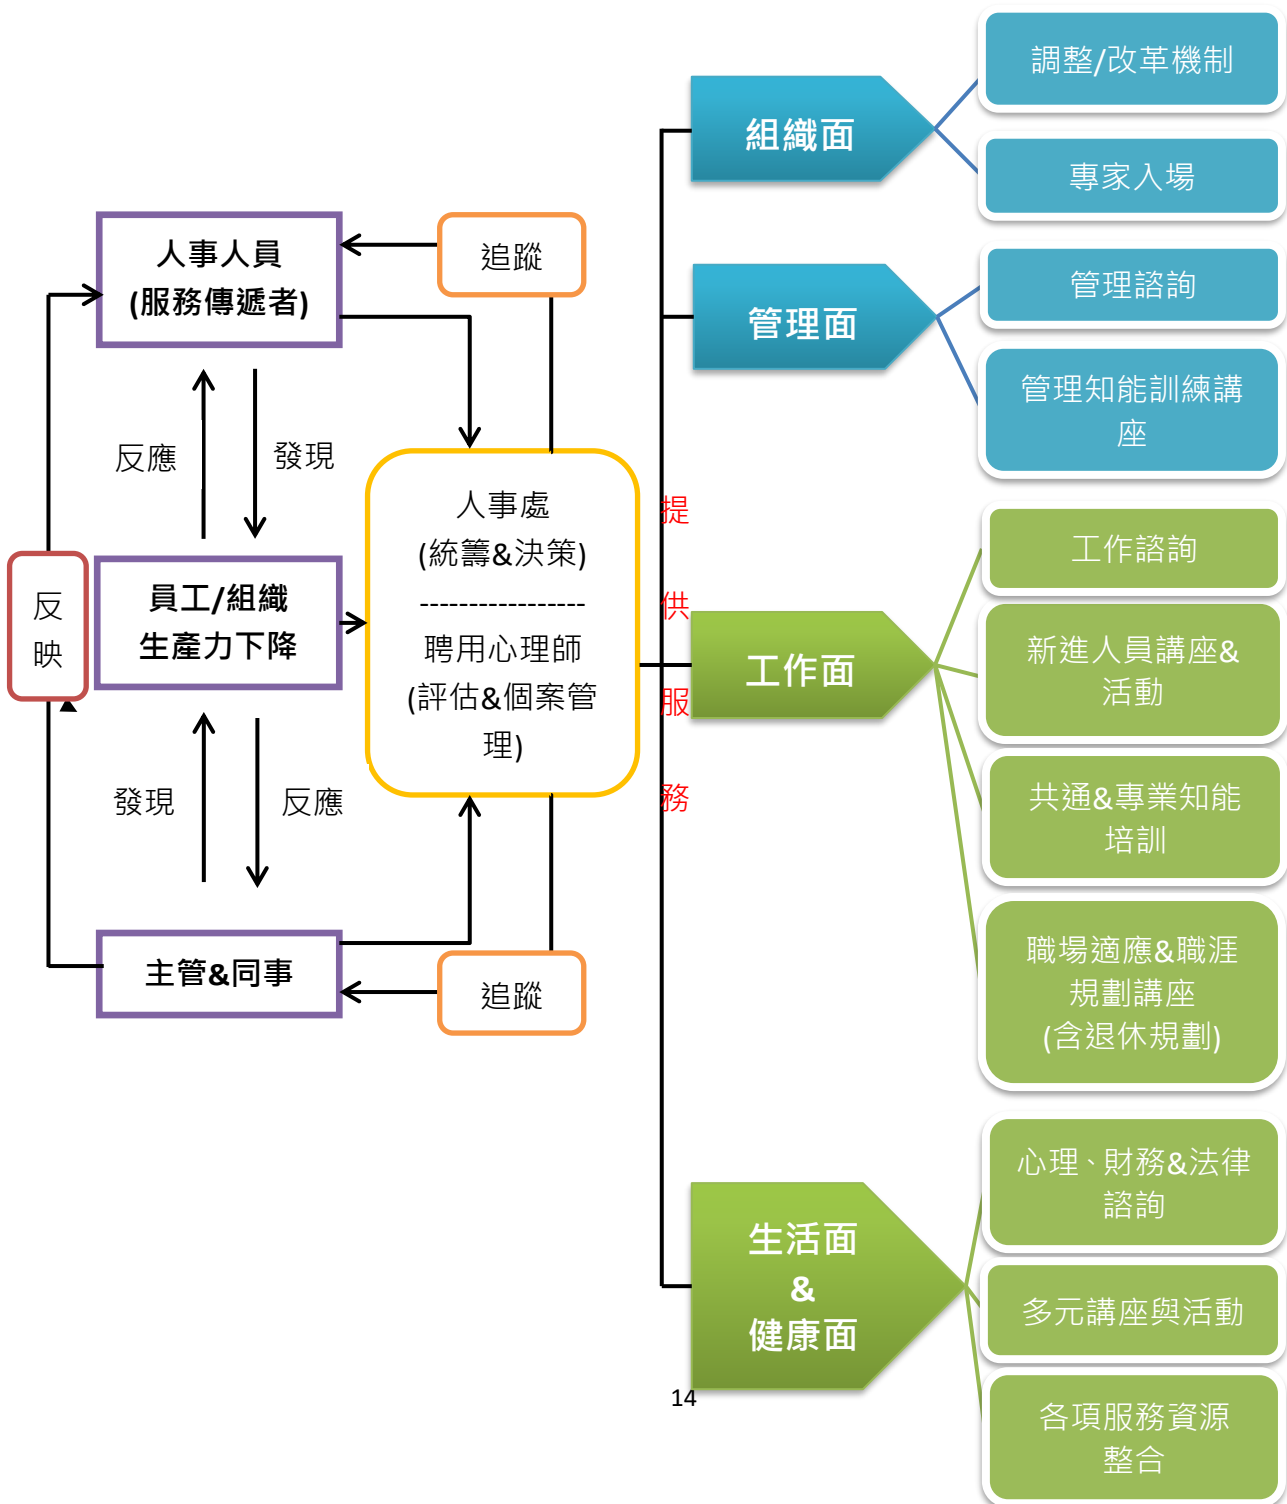 人事人員
(服務傳遞者)
追蹤
反應
發現
反
映
員工/組織
生產力下降
發現
反應
主管&同事
追蹤
人事處
(統籌&決策)
-----------------
聘用心理師
(評估&個案管
理)
提
供
服
務
組織面
調整/改革機制
專家入場
管理面
管理諮詢
管理知能訓練講
座
工作面
工作諮詢
新進人員講座&
活動
共通&專業知能
培訓
職場適應&職涯
規劃講座
(含退休規劃)
生活面
&
健康面
心理、財務&法律
諮詢
多元講座與活動
各項服務資源
整合
14